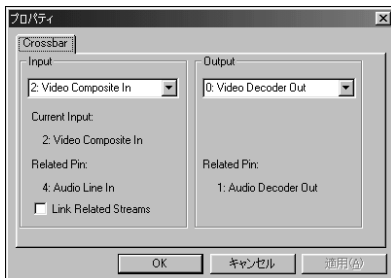 プロパティ
Crossbar
Input
2: Video Composite In
Current Input:
2: Video Composite In
Related Pin:
4: Audio Line In
Link Related Streams
Output
0: Video Decoder Out
Related Pin:
1: Audio Decoder Out
OK
キャンセル
適用(A)